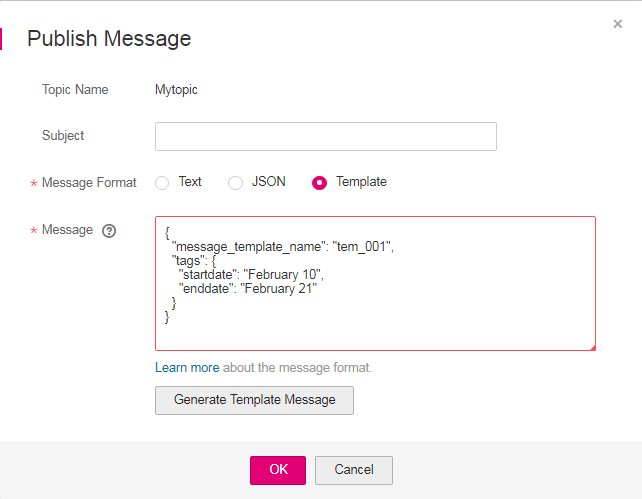 Publish Message
Topic Name Mytopic
Subject
* Message Format Text JSON Template
* Message ?
{
"message_template_name": "tem_001",
"tags": {
"startdate": "February 10",
"enddate": "February 21"
}
}
Learn more about the message format.
Generate Template Message
OK Cancel